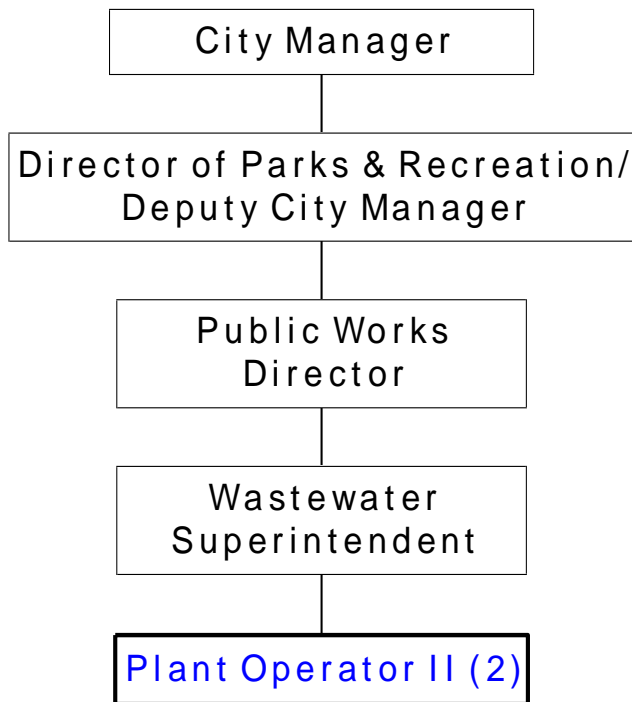 City Manager
Director of Parks & Recreation/
Deputy City Manager
Public Works
Director
Wastewater
Superintendent
Plant Operator II (2)